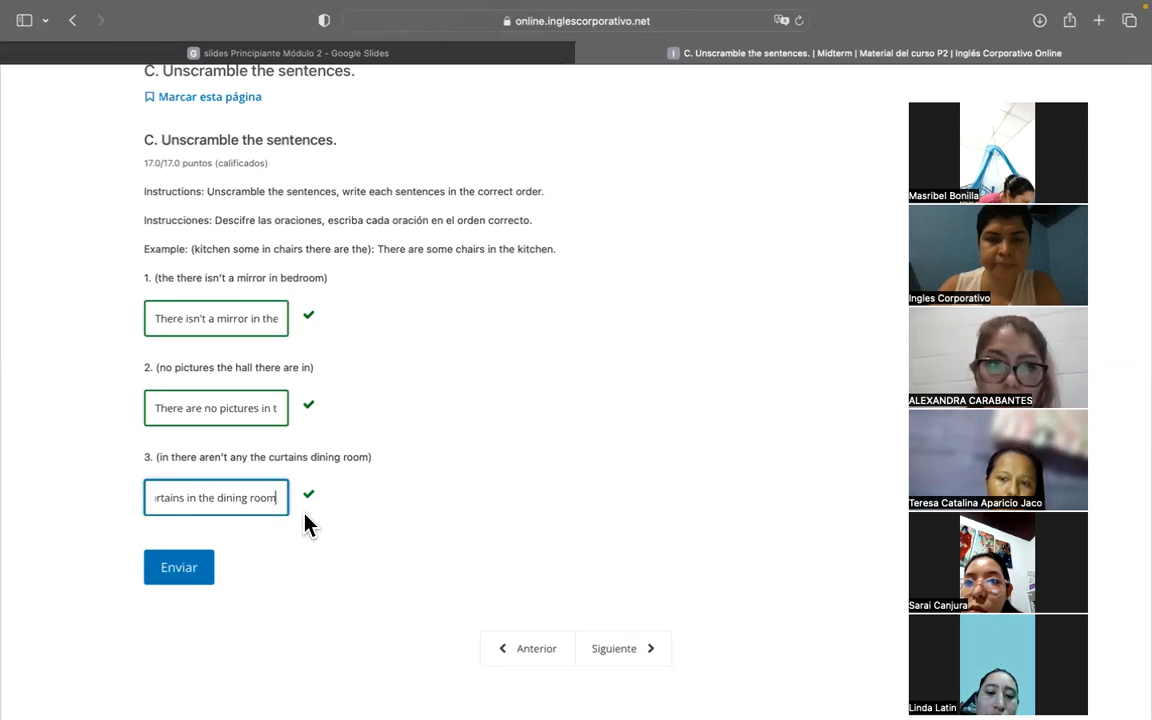 online.inglescorporativo.net
slides Principiante Módulo 2 - Google Slides
C. Unscramble the sentences. | Midterm | Material del curso P2 | Inglés Corporativo Online
C. Unscramble the sentences.
Marcar esta página
C. Unscramble the sentences.
17.0/17.0 puntos (calificados)
Instructions: Unscramble the sentences, write each sentences in the correct order.
Instrucciones: Descifre las oraciones, escriba cada oración en el orden correcto.
Example: (kitchen some in chairs there are the): There are some chairs in the kitchen.
1. (the there isn't a mirror in bedroom)
There isn't a mirror in the
2. (no pictures the hall there are in)
There are no pictures in t
3. (in there aren't any the curtains dining room)
rtains in the dining room
Enviar
Anterior
Siguiente
Masribel Bonilla
Ingles Corporativo
ALEXANDRA CARABANTES
Teresa Catalina Aparicio Jaco
Sarai Canjura
Linda Latin